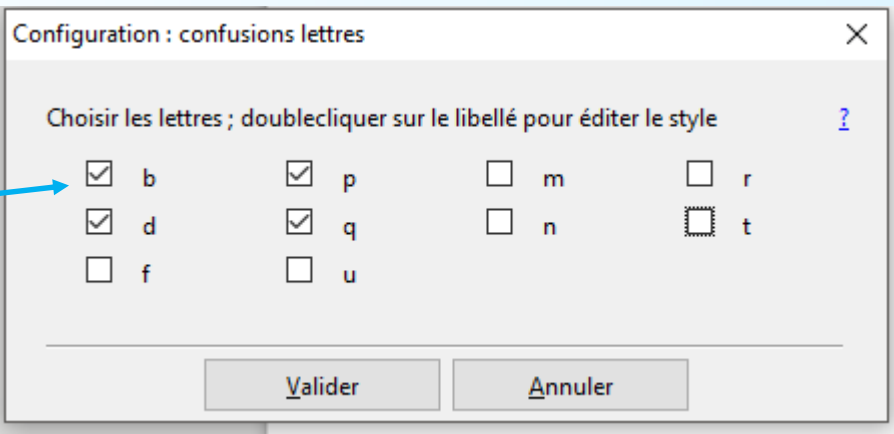 Configuration : confusions lettres
Choisir les lettres ; doublecliquer sur le libellé pour éditer le style ?
b p m r
d q n t
f u
Valider Annuler